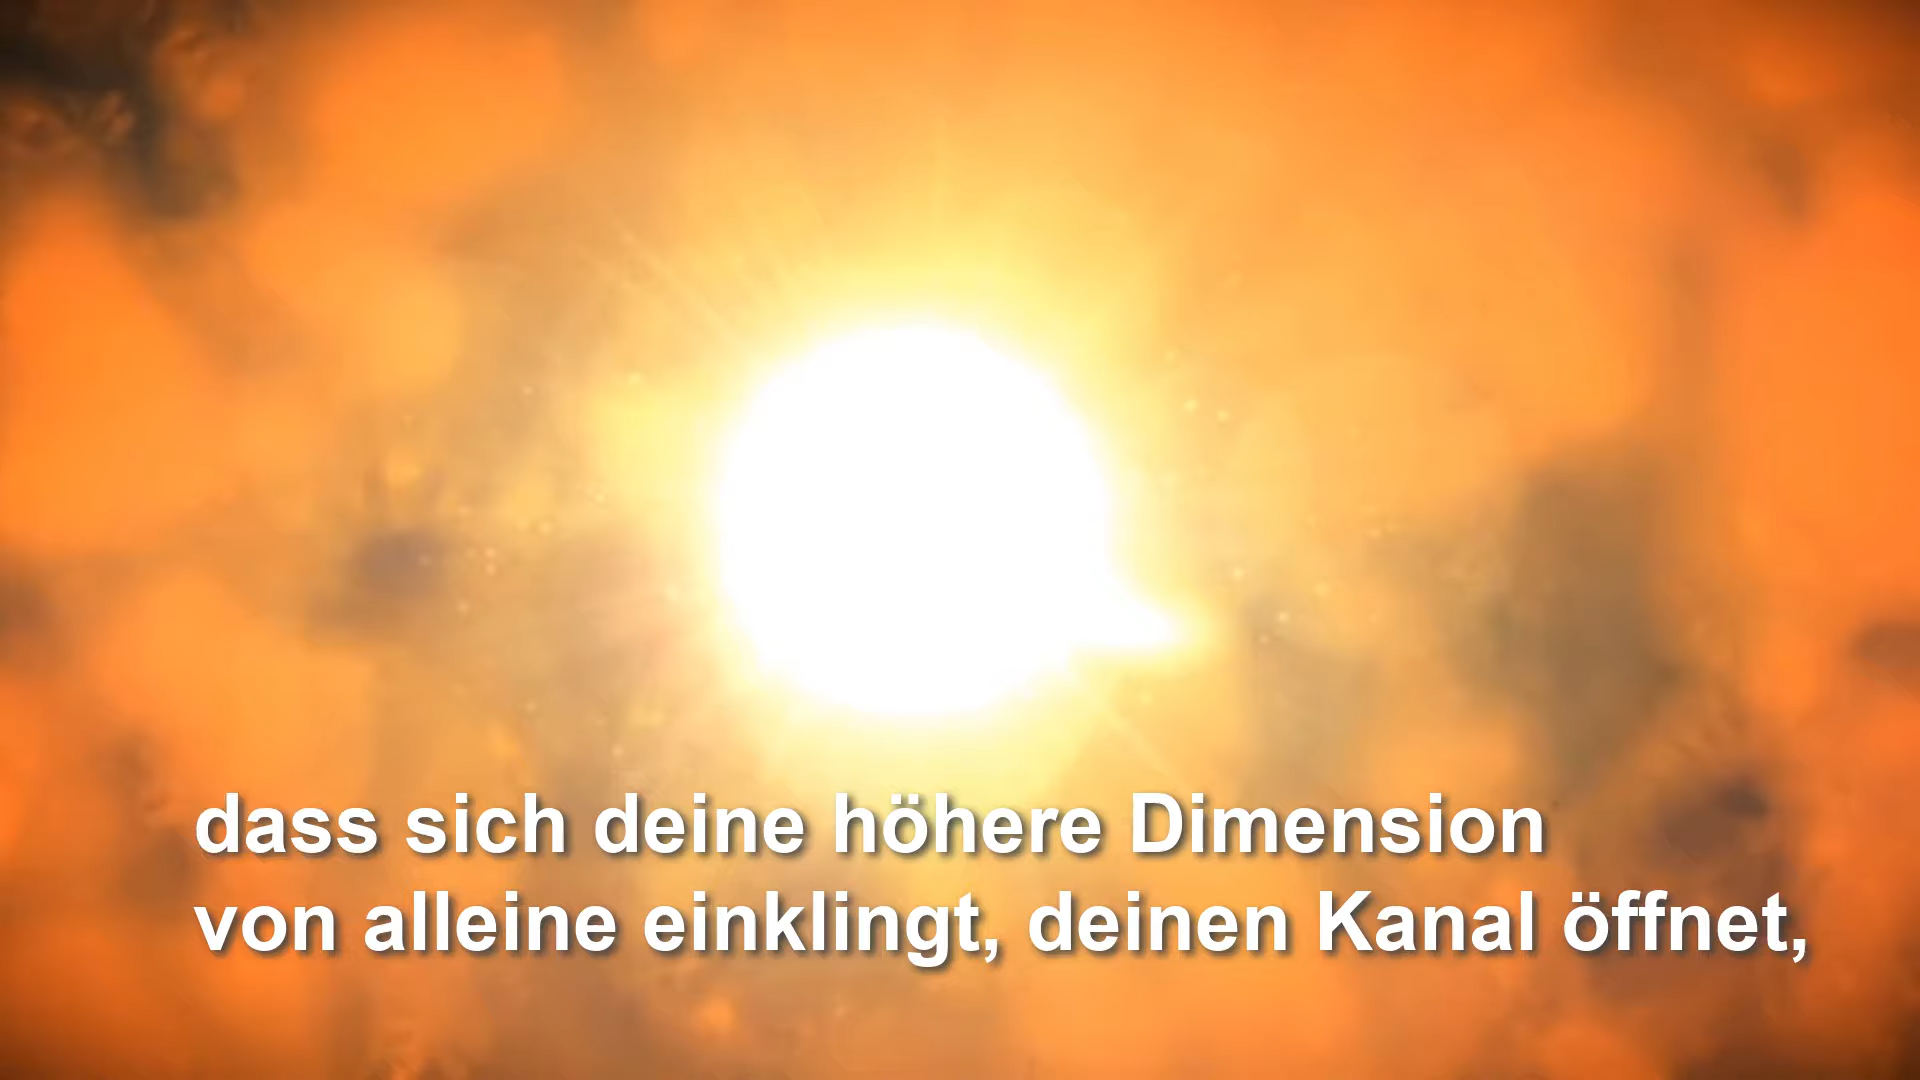 dass sich deine höhere Dimension
von alleine einklingt, deinen Kanal öffnet,